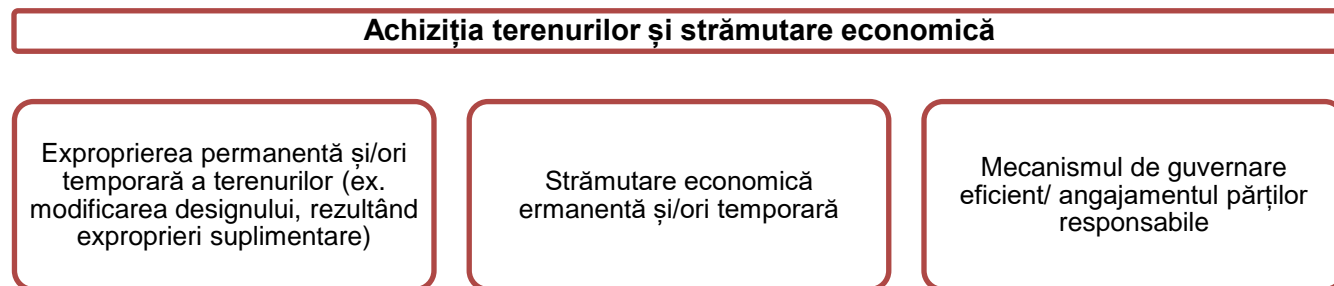 Achiziția terenurilor și strămutare economică
Exproprierea permanentă și/ori
temporară a terenurilor (ex.
modificarea designului, rezultând
exproprieri suplimentare)
Strămutare economică
ermanentă și/ori temporară
Mecanismul de guvernare
eficient/ angajamentul părților
responsabile